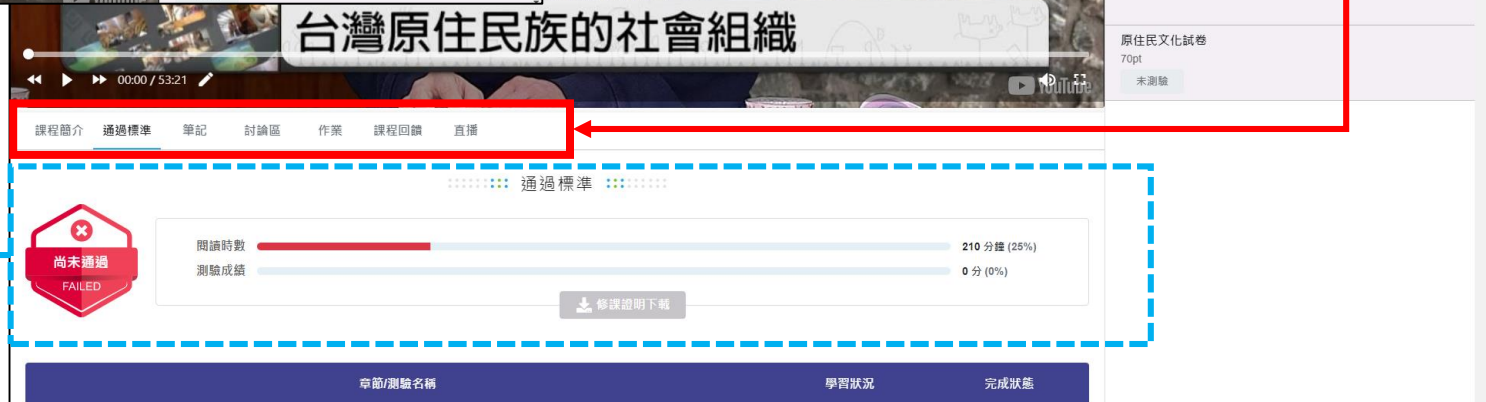 台灣原住民族的社會組織
00:00 / 53:21
YouTube
原住民文化試卷
70pt
未測驗
課程簡介 通過標準 筆記 討論區 作業 課程回饋 直播
通過標準
尚未通過
FAILED
閱讀時數 210 分鐘 (25%)
測驗成績 0 分 (0%)
修課證明下載
章節/測驗名稱 學習狀況 完成狀態